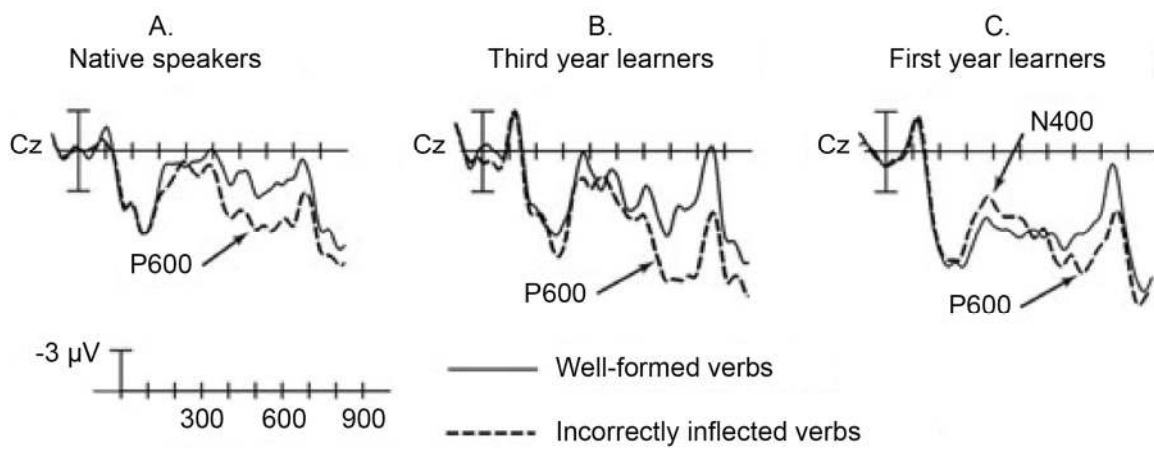 A.
Native speakers
B.
Third year learners
C.
First year learners
Cz
P600
Cz
P600
Cz
N400
P600
-3 μV
300 600 900
Well-formed verbs
Incorrectly inflected verbs